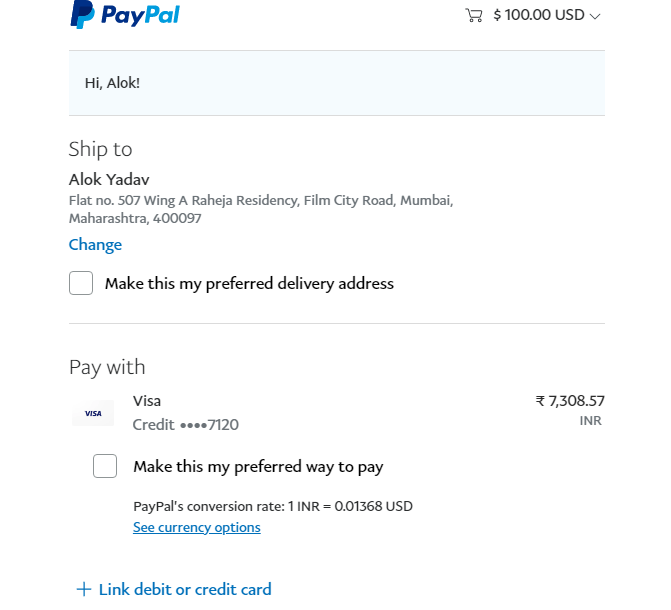 PayPal
$ 100.00 USD
Hi, Alok!
Ship to
Alok Yadav
Flat no. 507 Wing A Raheja Residency, Film City Road, Mumbai,
Maharashtra, 400097
Change
Make this my preferred delivery address
Pay with
VISA
Visa
₹ 7,308.57
Credit ••••7120
INR
Make this my preferred way to pay
PayPal's conversion rate: 1 INR = 0.01368 USD
See currency options
+ Link debit or credit card